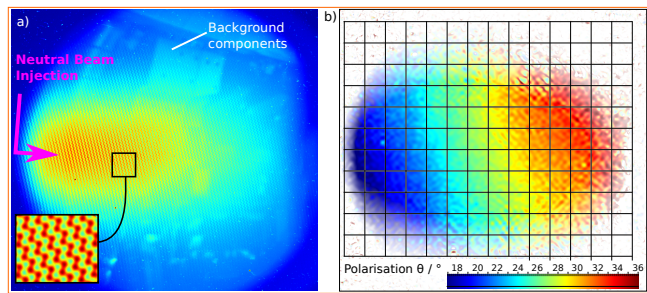 a)
Background
components
Neutral Beam
Injection
b)
Polarisation θ / °
18 20 22 24 26 28 30 32 34 36